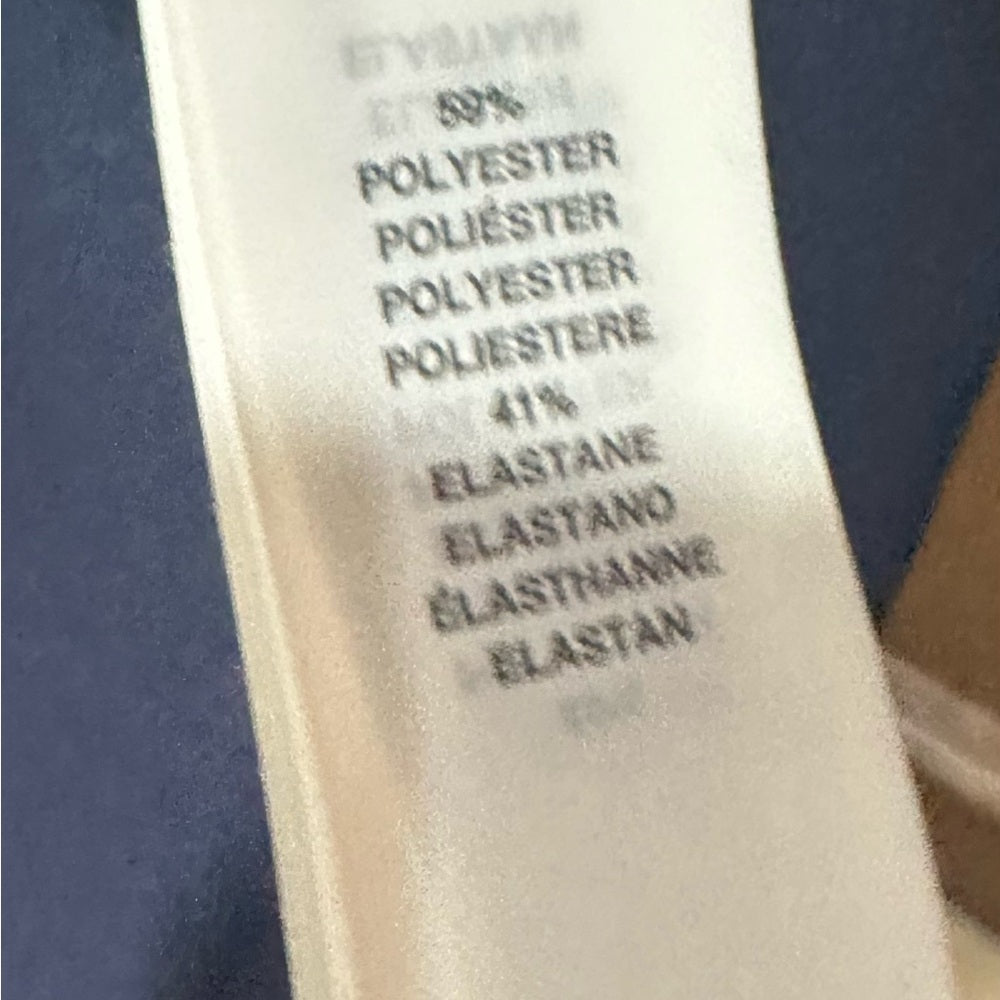 59%
POLYESTER
POLIÉSTER
POLYESTER
POLIESTERE
41%
ELASTANE
ELASTANO
ÉLASTHANNE
ELASTAN